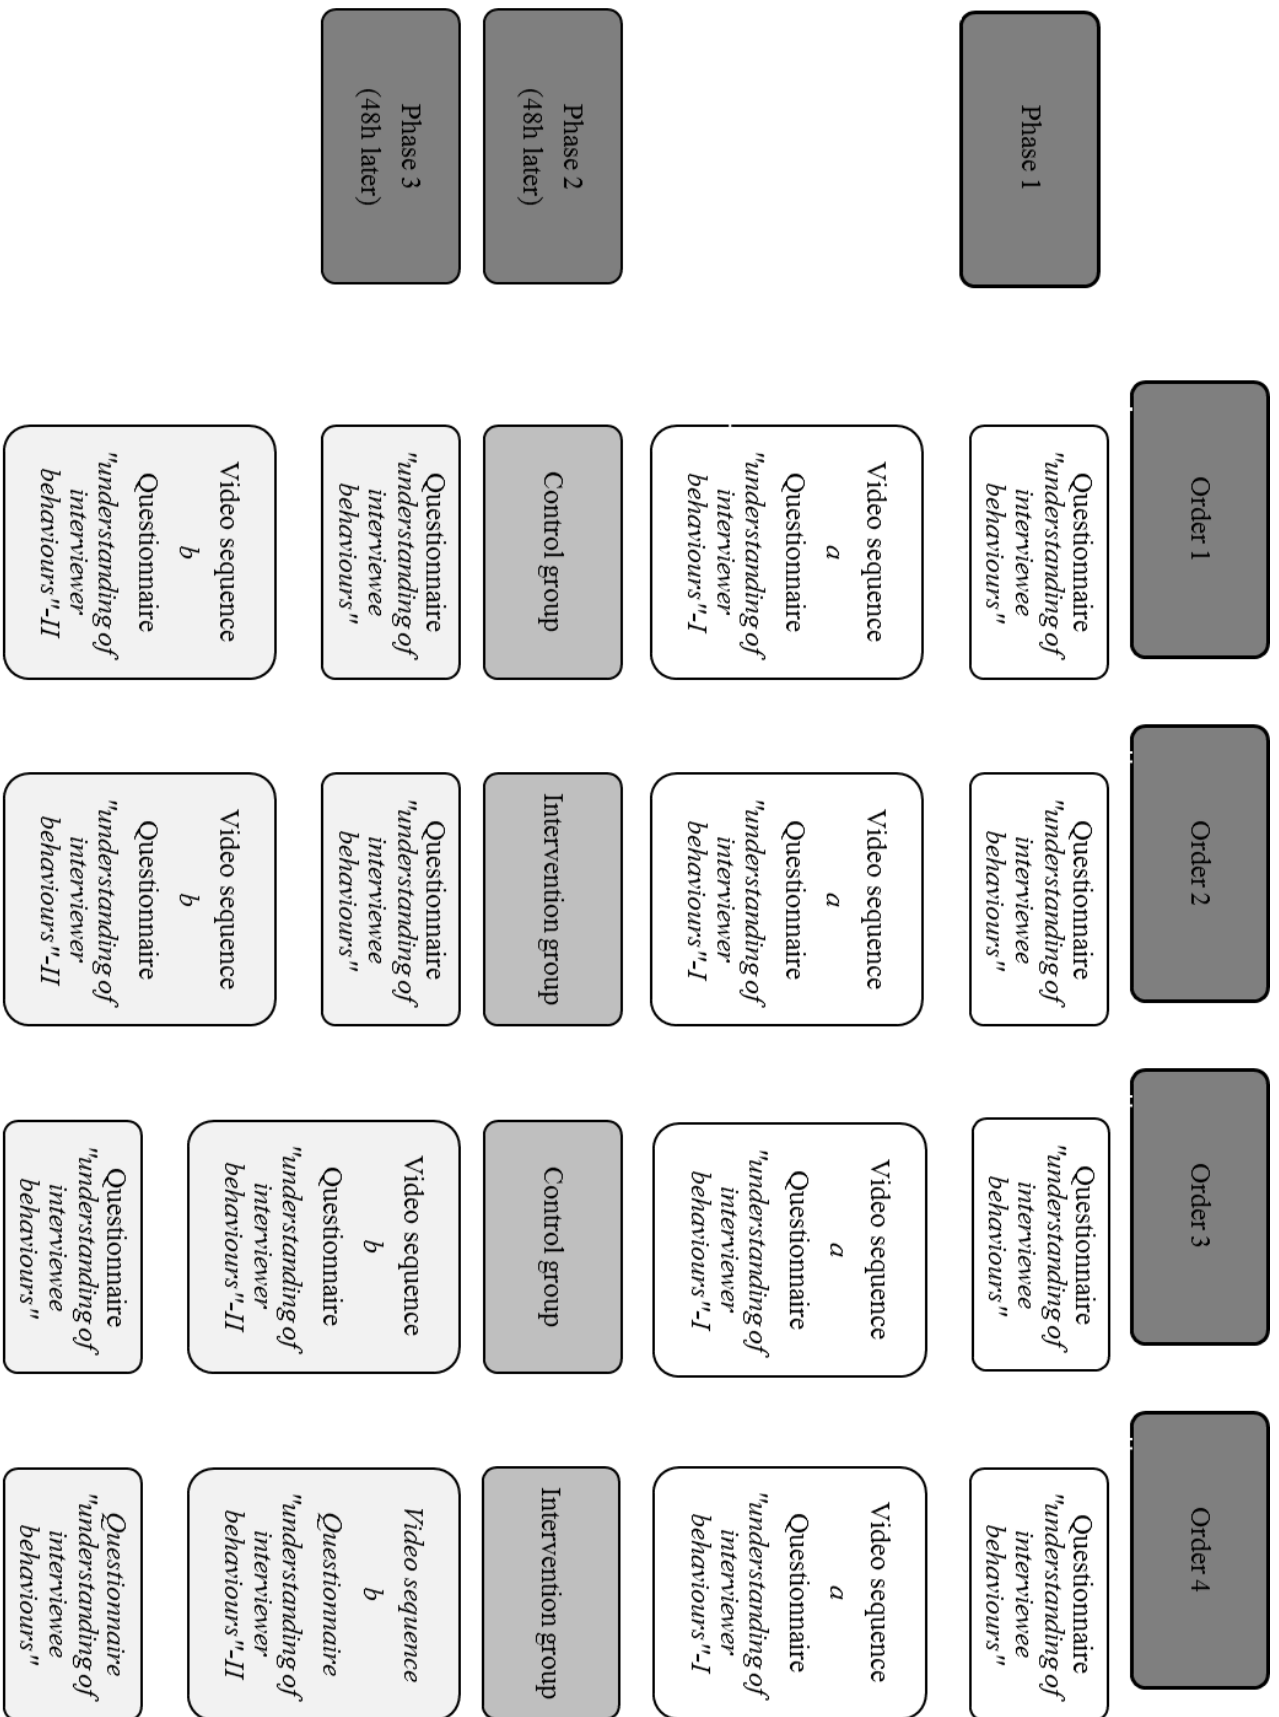 Order 1
Order 2
Order 3
Order 4
Phase 1
Questionnaire
"understanding of
interviewee
behaviours"
Questionnaire
"understanding of
interviewee
behaviours"
Questionnaire
"understanding of
interviewee
behaviours"
Questionnaire
"understanding of
interviewee
behaviours"
Video sequence
a
Questionnaire
"understanding of
interviewer
behaviours"-I
Video sequence
a
Questionnaire
"understanding of
interviewer
behaviours"-I
Video sequence
a
Questionnaire
"understanding of
interviewer
behaviours"-I
Video sequence
a
Questionnaire
"understanding of
interviewer
behaviours"-I
Phase 2
(48h later)
Control group
Intervention group
Control group
Intervention group
Phase 3
(48h later)
Questionnaire
"understanding of
interviewee
behaviours"
Questionnaire
"understanding of
interviewee
behaviours"
Video sequence
b
Questionnaire
"understanding of
interviewer
behaviours"-II
Video sequence
b
Questionnaire
"understanding of
interviewer
behaviours"-II
Video sequence
b
Questionnaire
"understanding of
interviewer
behaviours"-II
Video sequence
b
Questionnaire
"understanding of
interviewer
behaviours"-II
Questionnaire
"understanding of
interviewee
behaviours"
Questionnaire
"understanding of
interviewee
behaviours"